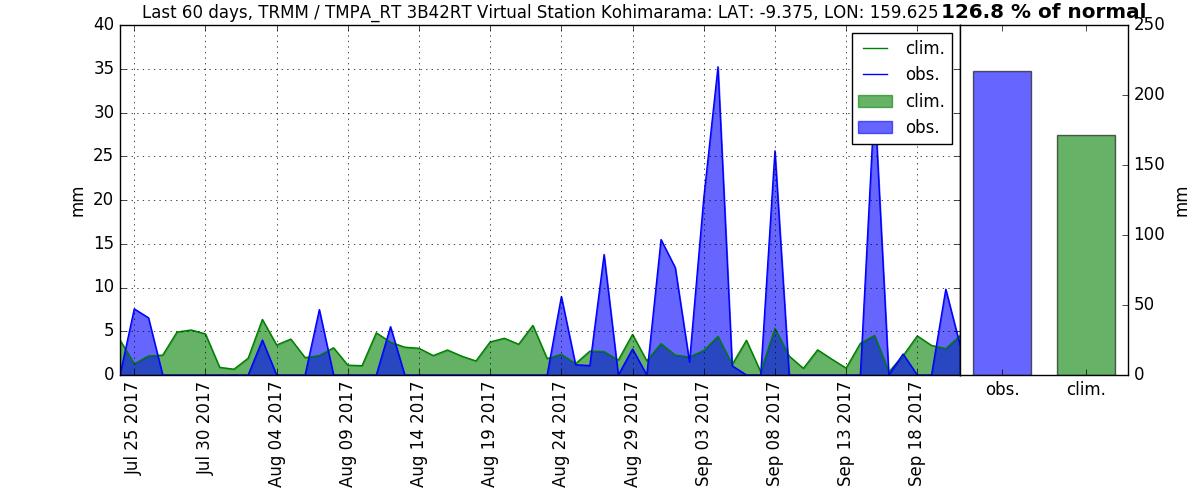 Last 60 days, TRMM / TMPA_RT 3B42RT Virtual Station Kohimarama: LAT: -9.375, LON: 159.625 126.8 % of normal
40
35
30
25
20
15
10
5
0
mm
clim.
obs.
clim.
obs.
250
200
150
100
50
0
mm
obs.
clim.
Jul 25 2017
Jul 30 2017
Aug 04 2017
Aug 09 2017
Aug 14 2017
Aug 19 2017
Aug 24 2017
Aug 29 2017
Sep 03 2017
Sep 08 2017
Sep 13 2017
Sep 18 2017